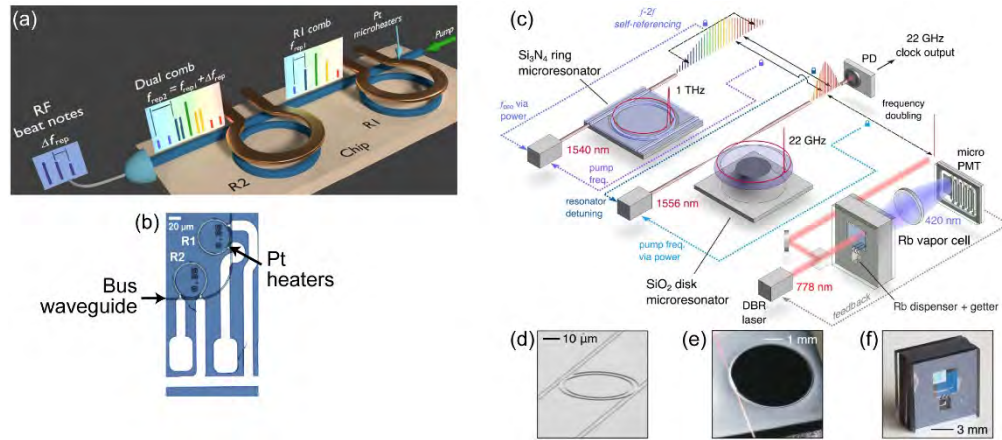 (a)
Pt
microheaters
R1 comb
f_rep1
Pump
Dual comb
f_rep2 = f_rep1 + Δf_rep
RF
beat notes
Δf_rep
R1
Chip
R2
(b)
20 µm
R1
R2
Pt
heaters
Bus
waveguide
(c)
f-2f
self-referencing
Si₃N₄ ring
microresonator
1 THz
PD
22 GHz
clock output
frequency
doubling
f_ceo via
power
1540 nm
pump
freq.
22 GHz
micro
PMT
resonator
detuning
1556 nm
420 nm
pump freq.
via power
Rb vapor cell
SiO₂ disk
microresonator
778 nm
DBR
laser
feedback
Rb dispenser + getter
(d)
10 µm
(e)
1 mm
(f)
3 mm